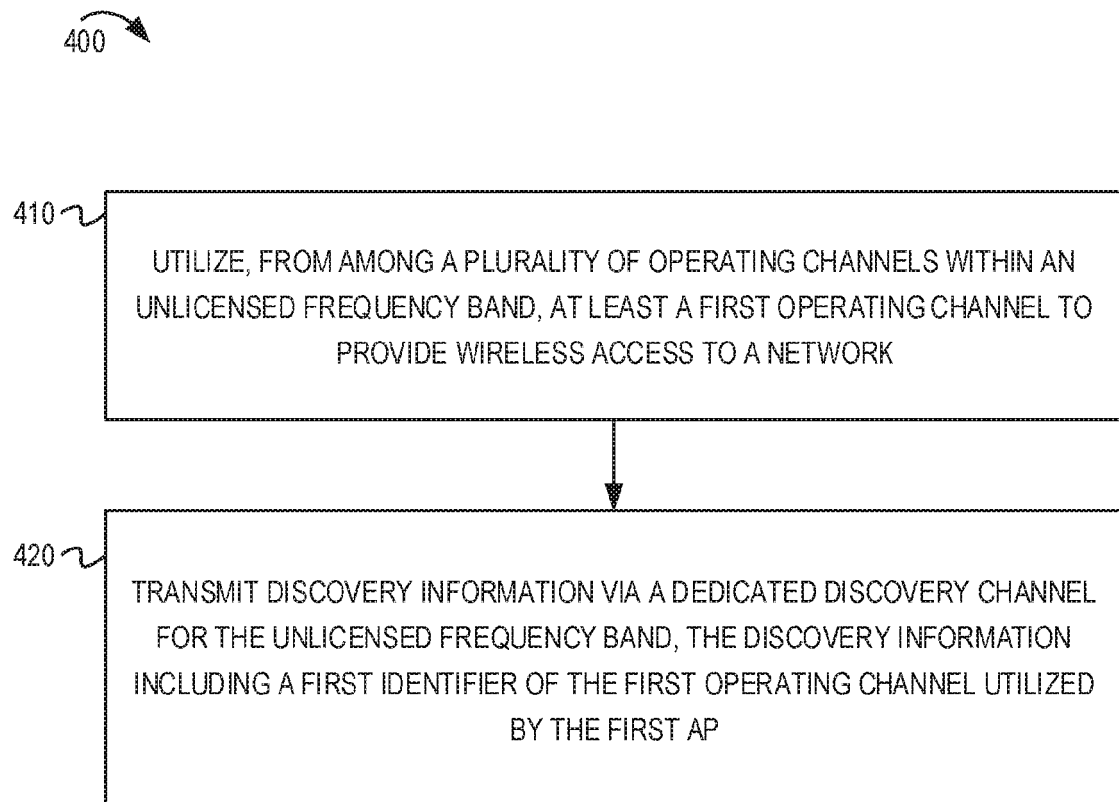 400
410
UTILIZE, FROM AMONG A PLURALITY OF OPERATING CHANNELS WITHIN AN
UNLICENSED FREQUENCY BAND, AT LEAST A FIRST OPERATING CHANNEL TO
PROVIDE WIRELESS ACCESS TO A NETWORK
420
TRANSMIT DISCOVERY INFORMATION VIA A DEDICATED DISCOVERY CHANNEL
FOR THE UNLICENSED FREQUENCY BAND, THE DISCOVERY INFORMATION
INCLUDING A FIRST IDENTIFIER OF THE FIRST OPERATING CHANNEL UTILIZED
BY THE FIRST AP